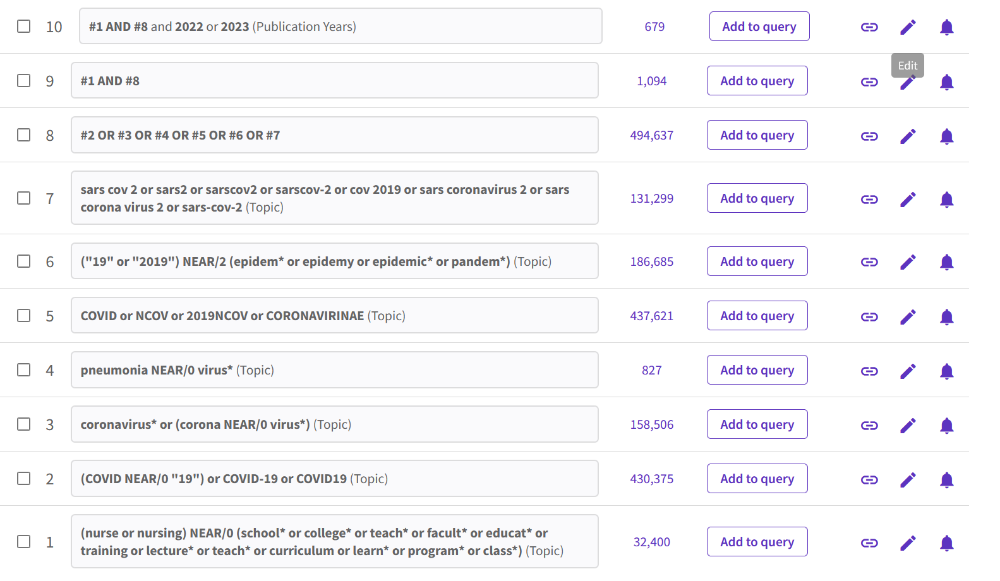 10 #1 AND #8 and 2022 or 2023 (Publication Years) 679 Add to query
Edit
9 #1 AND #8 1,094 Add to query
8 #2 OR #3 OR #4 OR #5 OR #6 OR #7 494,637 Add to query
7 sars cov 2 or sars2 or sarscov2 or sarscov-2 or cov 2019 or sars coronavirus 2 or sars
corona virus 2 or sars-cov-2 (Topic) 131,299 Add to query
6 ("19" or "2019") NEAR/2 (epidem* or epidemy or epidemic* or pandem*) (Topic) 186,685 Add to query
5 COVID or NCOV or 2019NCOV or CORONAVIRINAE (Topic) 437,621 Add to query
4 pneumonia NEAR/0 virus* (Topic) 827 Add to query
3 coronavirus* or (corona NEAR/0 virus*) (Topic) 158,506 Add to query
2 (COVID NEAR/0 "19") or COVID-19 or COVID19 (Topic) 430,375 Add to query
1 (nurse or nursing) NEAR/0 (school* or college* or teach* or facult* or educat* or
training or lecture* or teach* or curriculum or learn* or program* or class*) (Topic) 32,400 Add to query